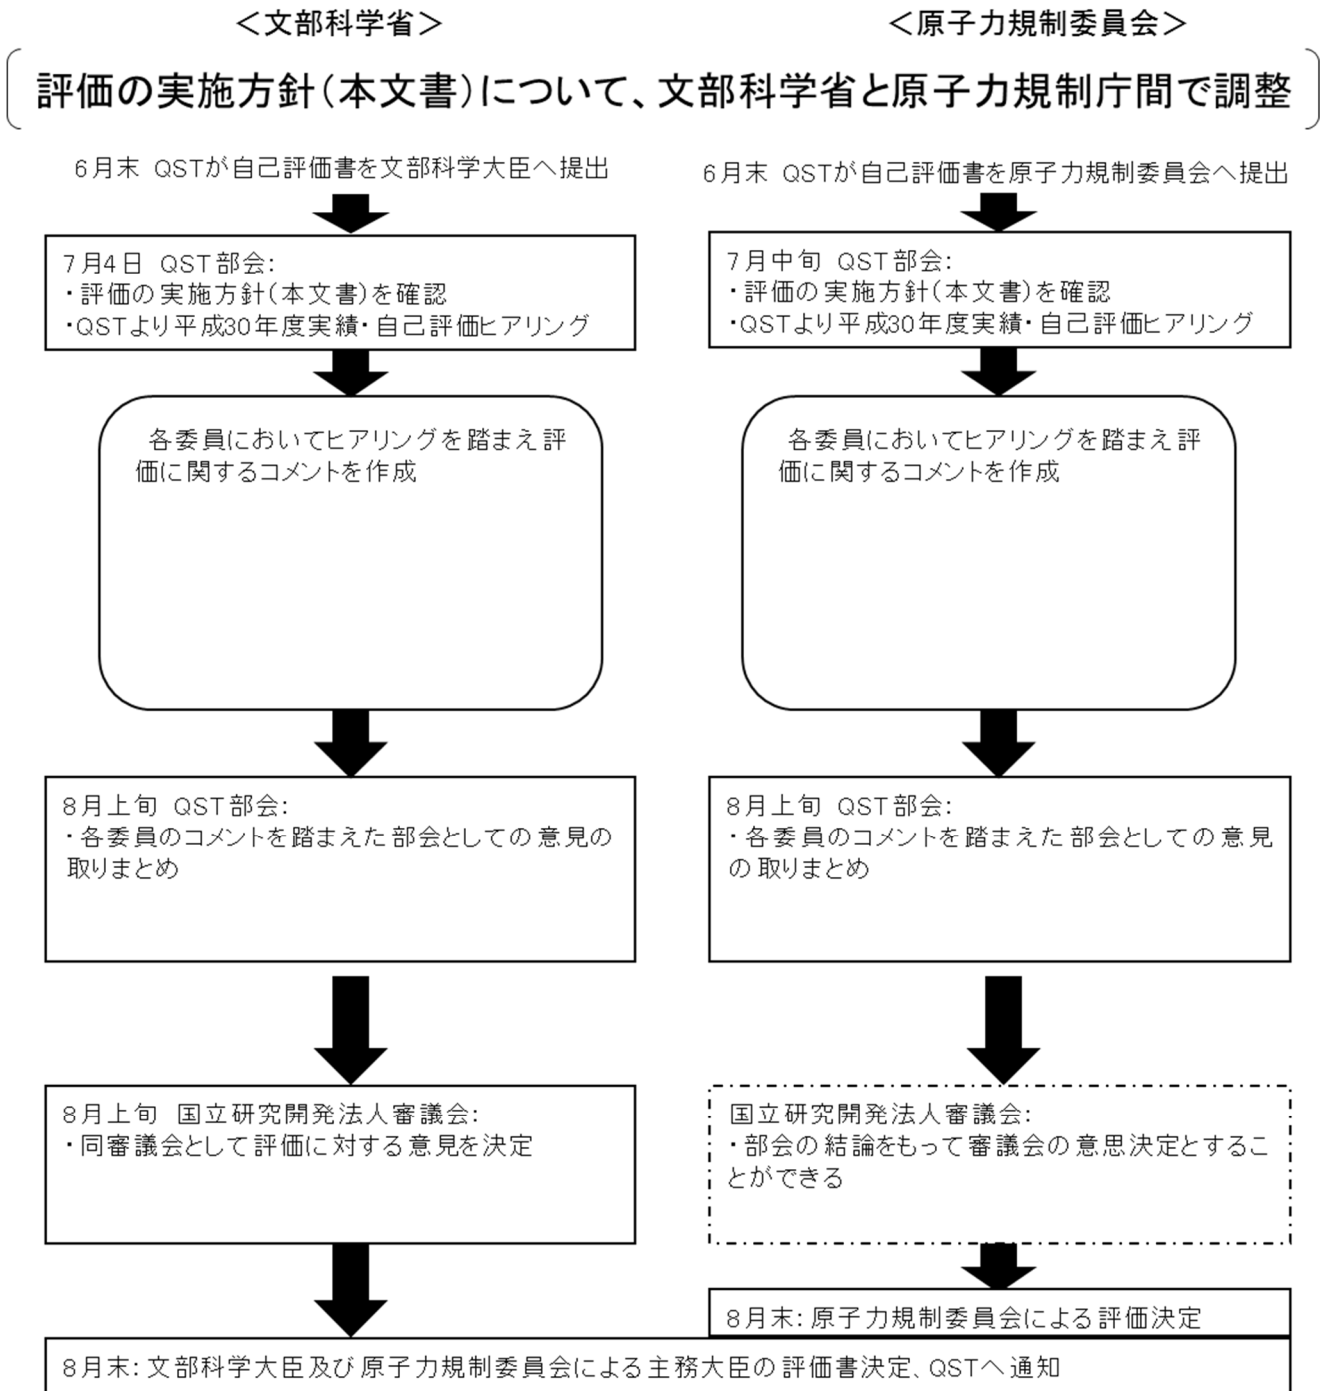 ＜文部科学省＞
＜原子力規制委員会＞
評価の実施方針（本文書）について、文部科学省と原子力規制庁間で調整
6月末 QSTが自己評価書を文部科学大臣へ提出
7月4日 QST部会：
・評価の実施方針（本文書）を確認
・QSTより平成30年度実績・自己評価ヒアリング
各委員においてヒアリングを踏まえ評
価に関するコメントを作成
8月上旬 QST部会：
・各委員のコメントを踏まえた部会としての意見の
取りまとめ
8月上旬 国立研究開発法人審議会：
・同審議会として評価に対する意見を決定
6月末 QSTが自己評価書を原子力規制委員会へ提出
7月中旬 QST部会：
・評価の実施方針（本文書）を確認
・QSTより平成30年度実績・自己評価ヒアリング
各委員においてヒアリングを踏まえ評
価に関するコメントを作成
8月上旬 QST部会：
・各委員のコメントを踏まえた部会としての意見
の取りまとめ
国立研究開発法人審議会：
・部会の結論をもって審議会の意思決定とするこ
とができる
8月末：原子力規制委員会による評価決定
8月末：文部科学大臣及び原子力規制委員会による主務大臣の評価書決定、QSTへ通知